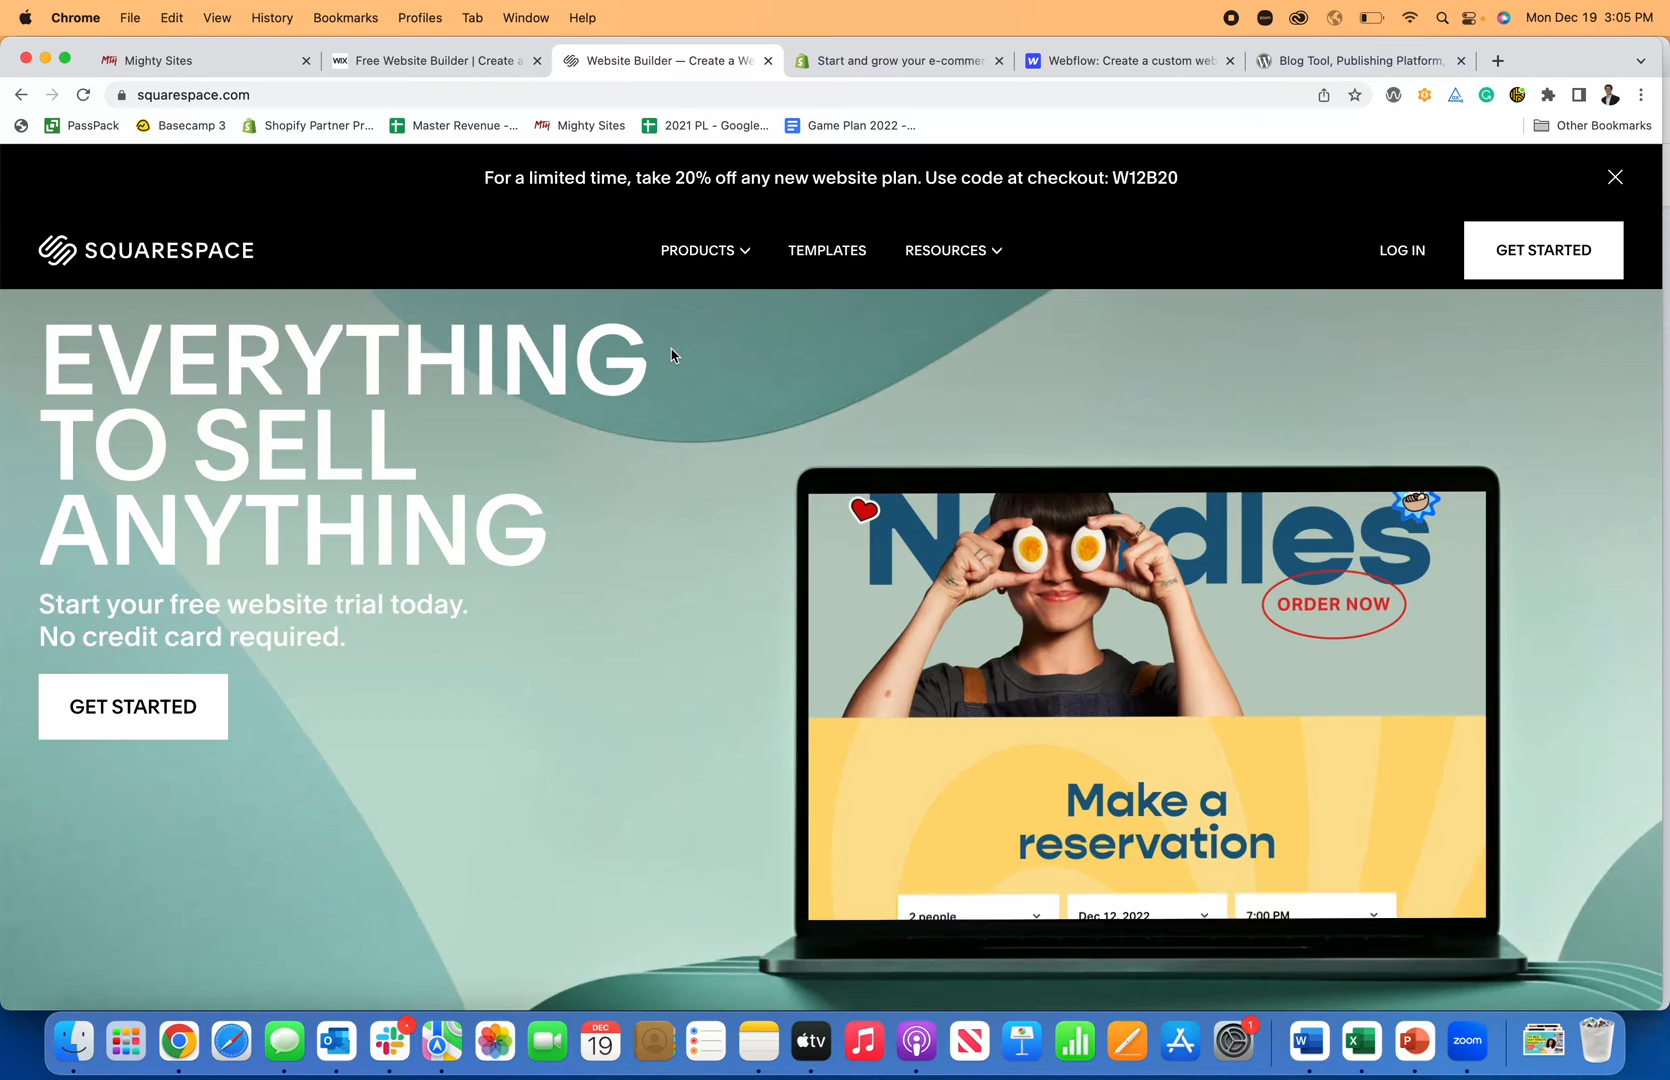 Chrome File Edit View History Bookmarks Profiles Tab Window Help
Mon Dec 19 3:05 PM
Mighty Sites
WIX Free Website Builder | Create a
Website Builder — Create a We
Start and grow your e-commer
Webflow: Create a custom web
Blog Tool, Publishing Platform,
squarespace.com
PassPack
Basecamp 3
Shopify Partner Pr...
Master Revenue -...
Mighty Sites
2021 PL - Google...
Game Plan 2022 -...
Other Bookmarks
For a limited time, take 20% off any new website plan. Use code at checkout: W12B20
SQUARESPACE
PRODUCTS
TEMPLATES
RESOURCES
LOG IN
GET STARTED
EVERYTHING
TO SELL
ANYTHING
Start your free website trial today.
No credit card required.
GET STARTED
Noodles
ORDER NOW
Make a
reservation
2 people
Dec 12, 2022
7:00 PM
DEC
19
tv
1
W
X
P
zoom